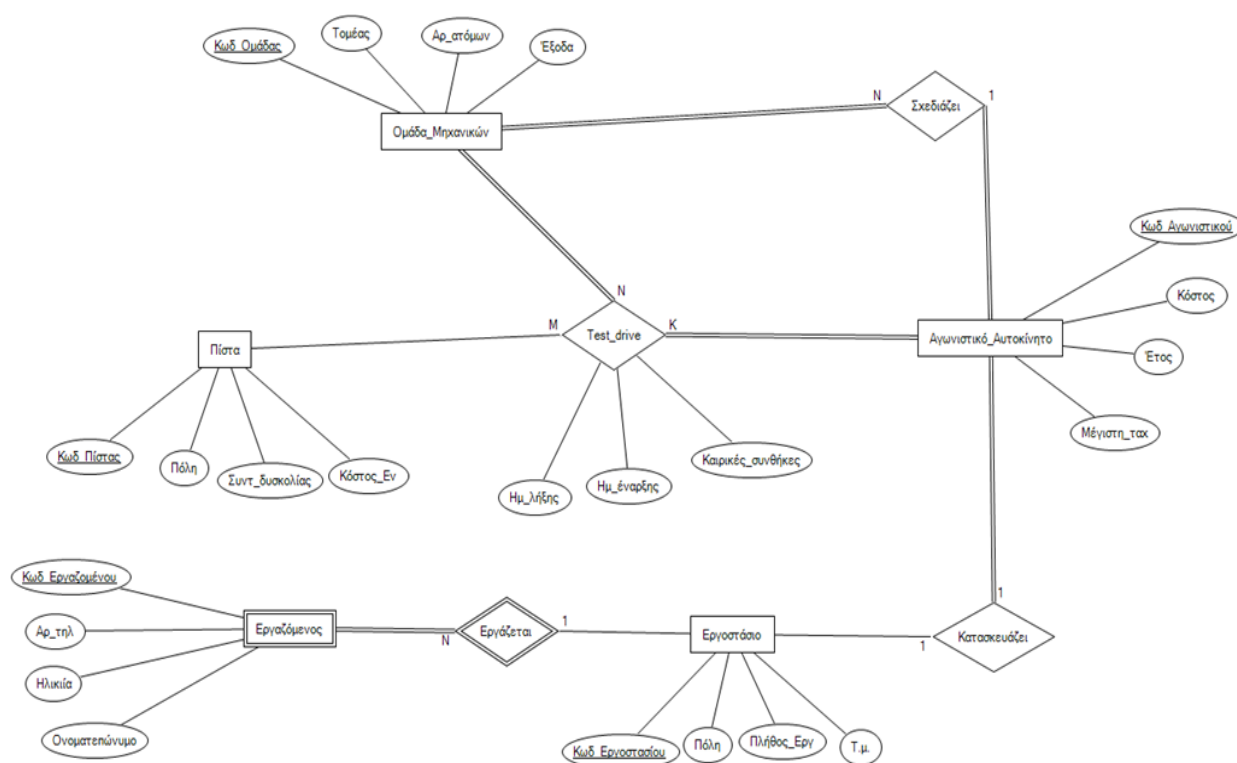 Κωδ_Ομάδας
Τομέας
Αρ_ατόμων
Έξοδα
Ομάδα_Μηχανικών
N
Σχεδιάζει
1
Κωδ_Αγωνιστικού
Κόστος
Αγωνιστικό_Αυτοκίνητο
Έτος
Μέγιστη_ταχ
N
M
Test_drive
K
Πίστα
Κωδ_Πίστας
Πόλη
Συντ_δυσκολίας
Κόστος_Εν
Ημ_λήξης
Ημ_έναρξης
Καιρικές_συνθήκες
Κωδ_Εργαζομένου
Αρ_τηλ
Ηλικιία
Ονοματεπώνυμο
Εργαζόμενος
N
Εργάζεται
1
Εργοστάσιο
1
Κατασκευάζει
1
Κωδ_Εργοστασίου
Πόλη
Πλήθος_Εργ
Τ.μ.